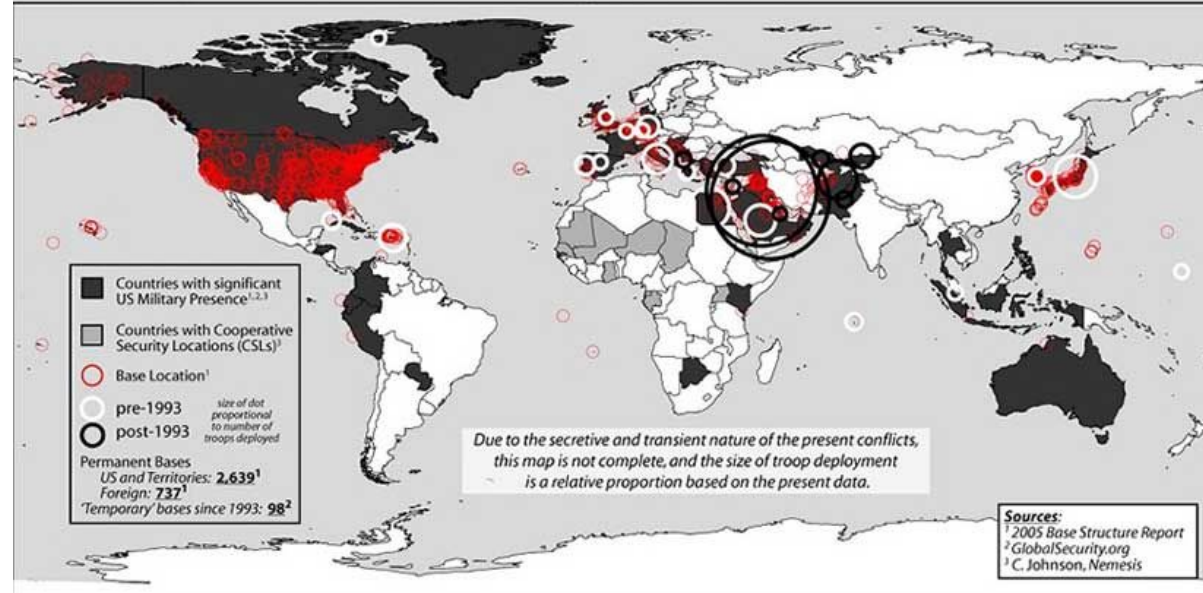 Countries with significant
US Military Presence1,2,3
Countries with Cooperative
Security Locations (CSLs)3
Base Location1
pre-1993
post-1993
size of dot
proportional
to number of
troops deployed
Permanent Bases
US and Territories: 2,6391
Foreign: 7371
'Temporary' bases since 1993: 982
Due to the secretive and transient nature of the present conflicts,
this map is not complete, and the size of troop deployment
is a relative proportion based on the present data.
Sources:
1 2005 Base Structure Report
2 GlobalSecurity.org
3 C. Johnson, Nemesis